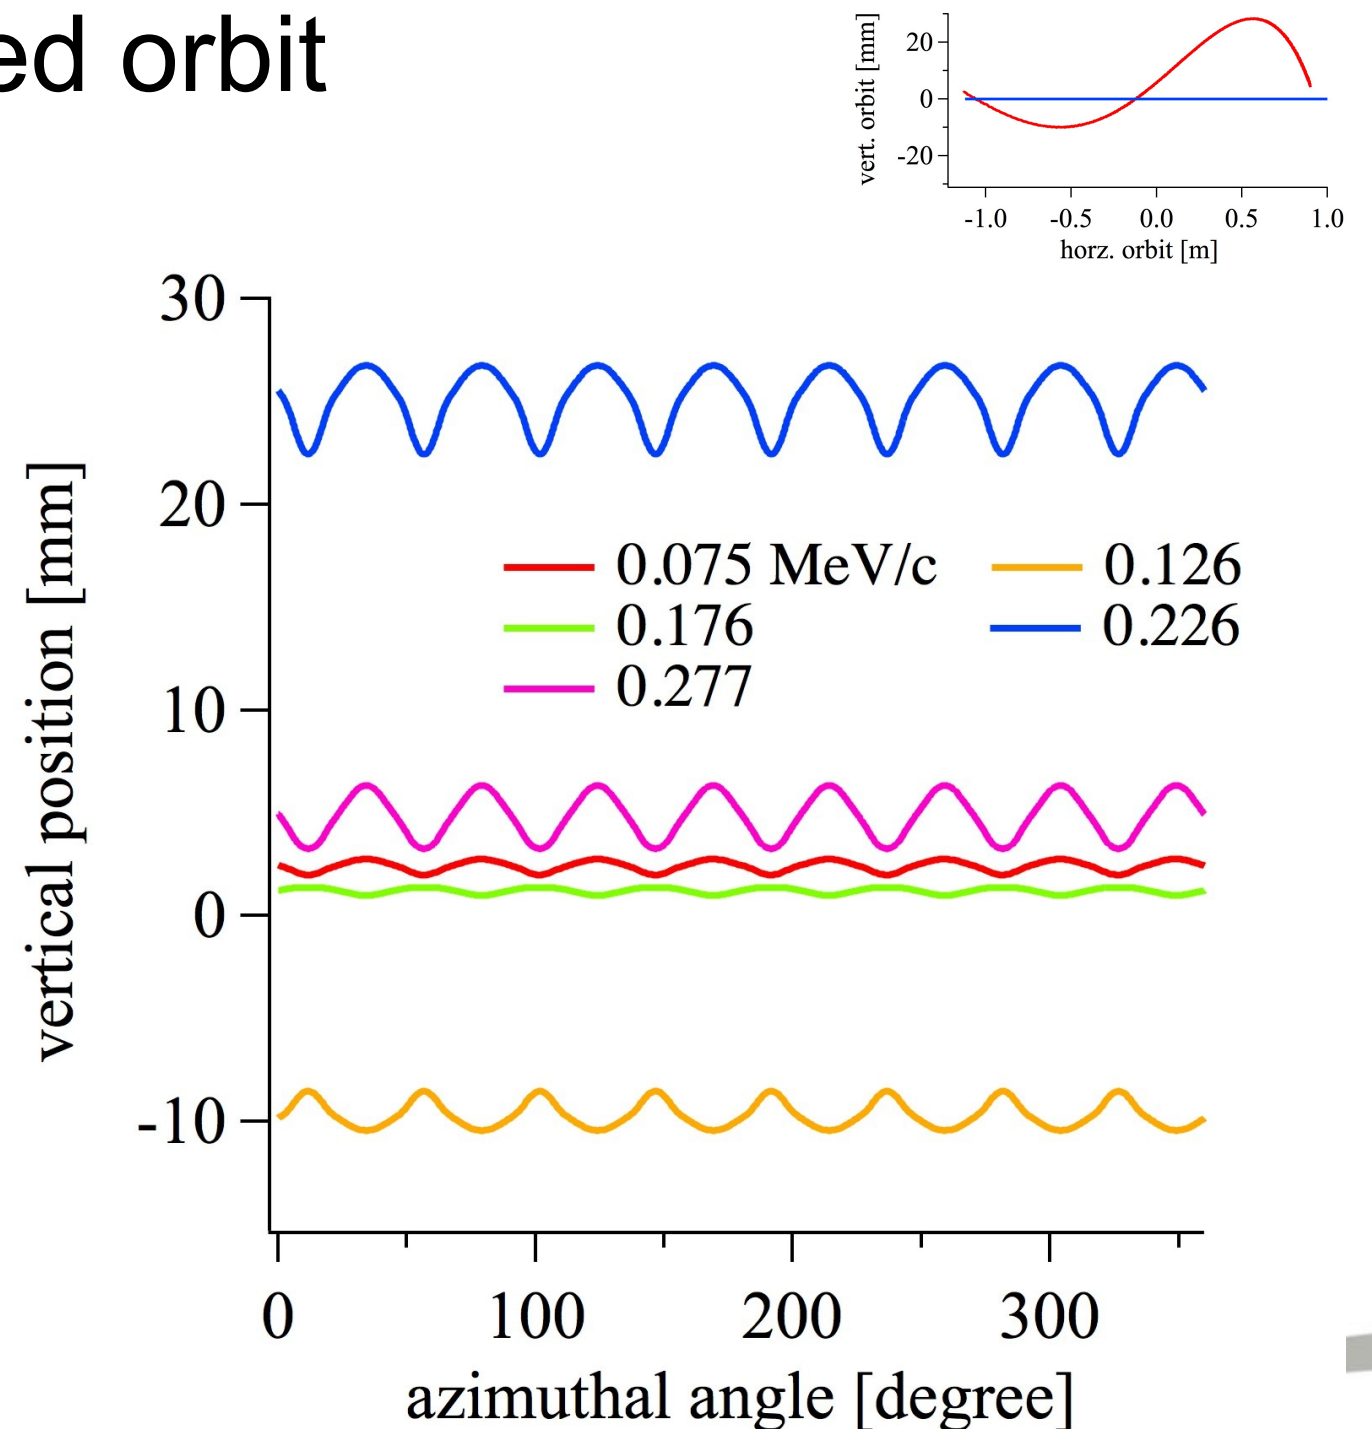 ed orbit
vert. orbit [mm]
20
0
-20
-1.0 -0.5 0.0 0.5 1.0
horz. orbit [m]
vertical position [mm]
30
20
10
0
-10
0.075 MeV/c 0.126
0.176 0.226
0.277
0 100 200 300
azimuthal angle [degree]